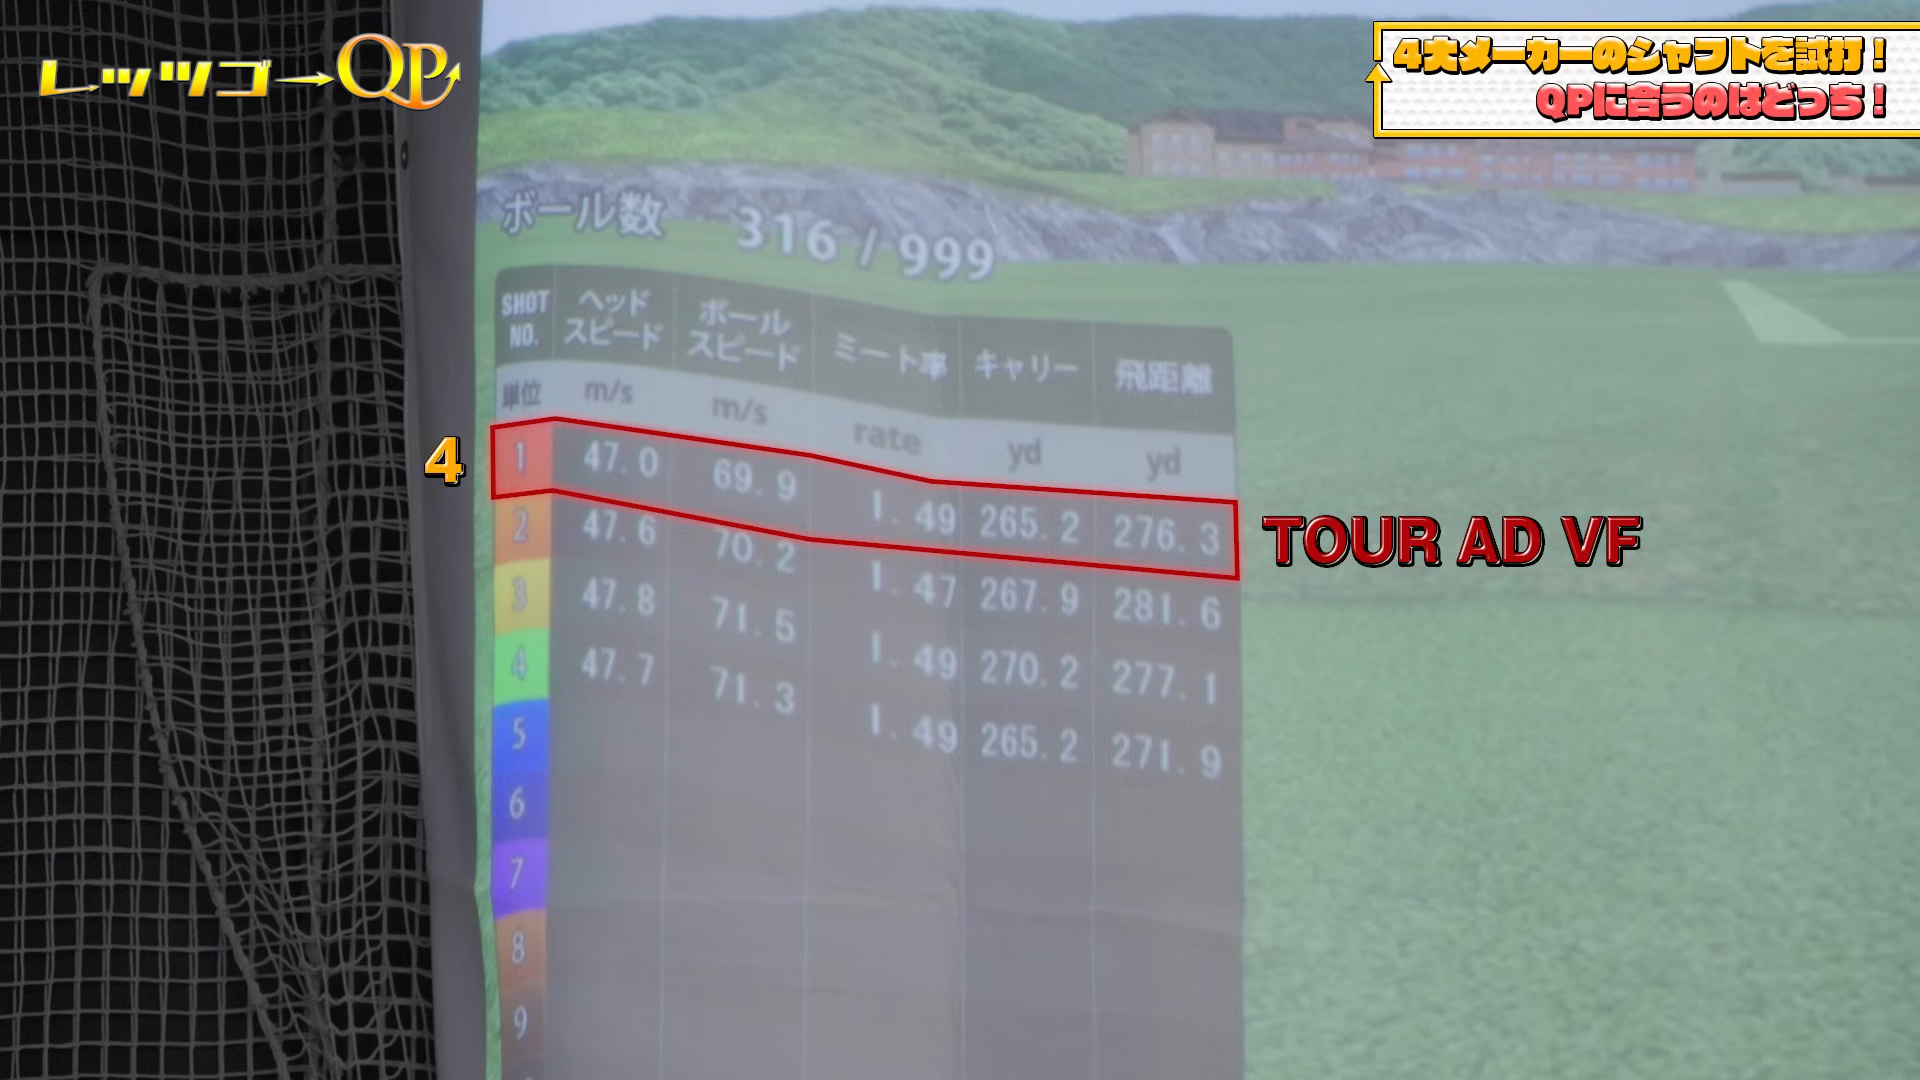 レッツゴーQP
4大メーカーのシャフトを試打！
QPに合うのはどっち！
ボール数 316 / 999
SHOT NO. ヘッドスピード ボールスピード ミート率 キャリー 飛距離
単位 m/s m/s rate yd yd
4 1 47.0 69.9 1.49 265.2 276.3 TOUR AD VF
2 47.6 70.2 1.47 267.9 281.6
3 47.8 71.5 1.49 270.2 277.1
4 47.7 71.3 1.49 265.2 271.9
5
6
7
8
9